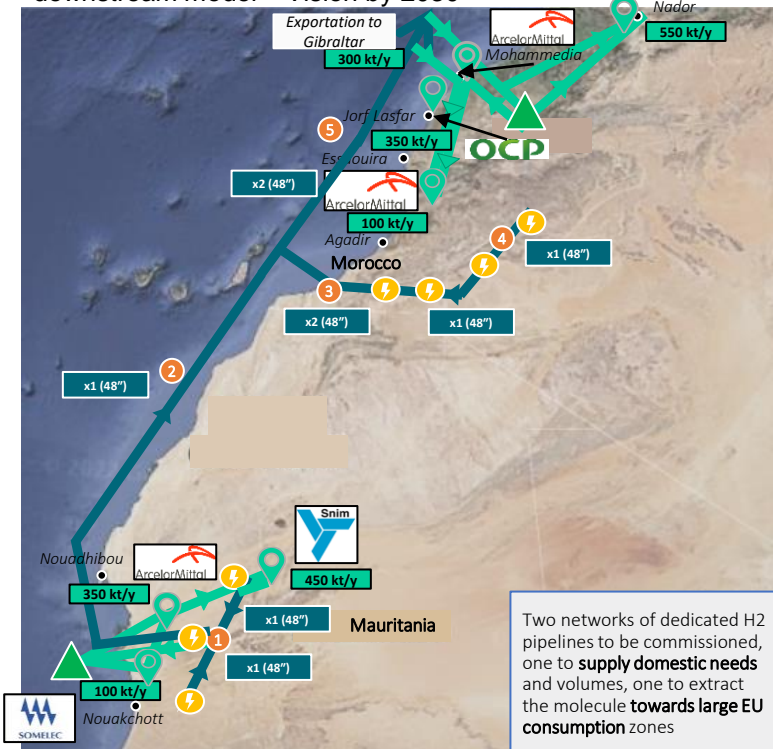 Exportation to
Gibraltar
300 kt/y
ArcelorMittal
Mohammedia
Nador
550 kt/y
Jorf Lasfar
350 kt/y
OCP
5
x2 (48”)
ArcelorMittal
100 kt/y
Agadir
Morocco
4
x1 (48”)
3
x2 (48”)
x1 (48”)
2
x1 (48”)
Snim
Nouadhibou
ArcelorMittal
350 kt/y
450 kt/y
x1 (48”)
Mauritania
1
x1 (48”)
100 kt/y
Nouakchott
SOMELEC
Two networks of dedicated H2
pipelines to be commissioned,
one to supply domestic needs
and volumes, one to extract
the molecule towards large EU
consumption zones